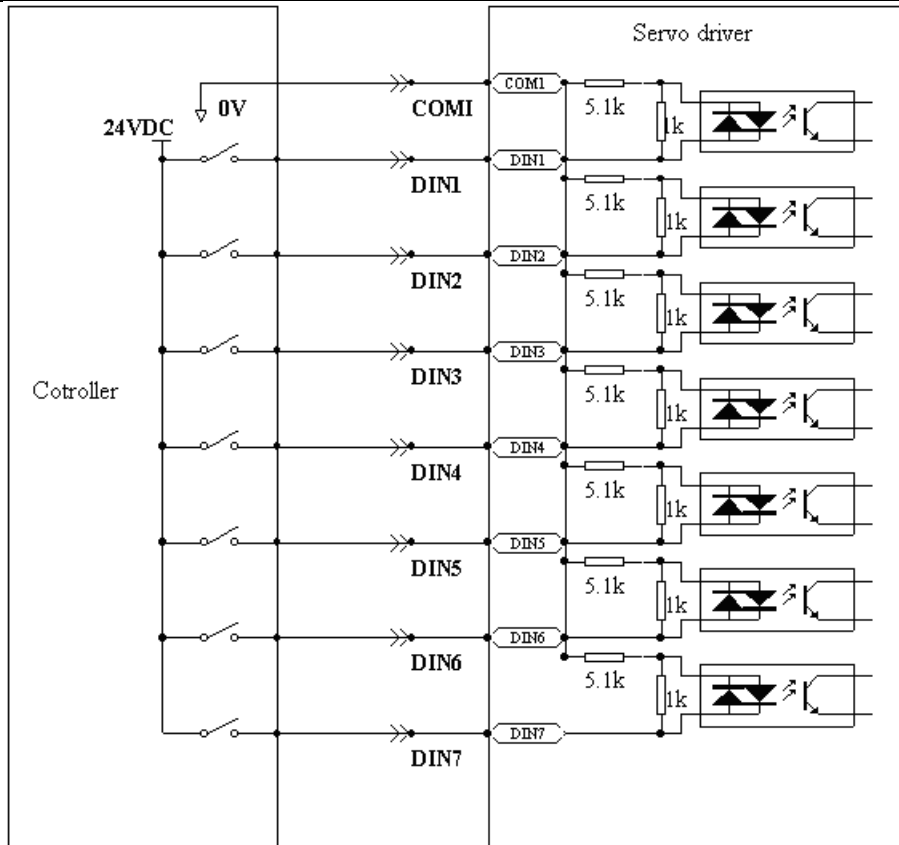 Servo driver
COM1
5.1k
0V
COMI
1k
24VDC
DIN1
DIN1
5.1k
1k
DIN2
DIN2
5.1k
1k
DIN3
DIN3
5.1k
Cotroller
1k
DIN4
DIN4
5.1k
1k
DIN5
DIN5
5.1k
1k
DIN6
DIN6
5.1k
1k
DIN7
DIN7